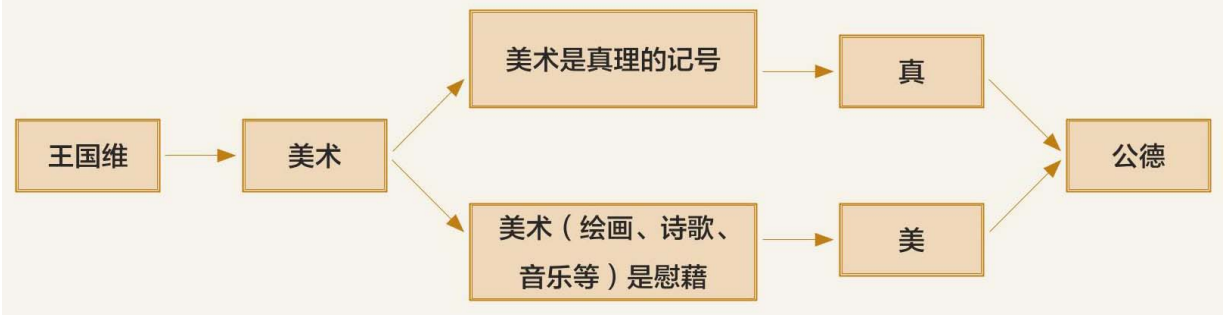 王国维
美术
美术是真理的记号
真
美术（绘画、诗歌、
音乐等）是慰藉
美
公德